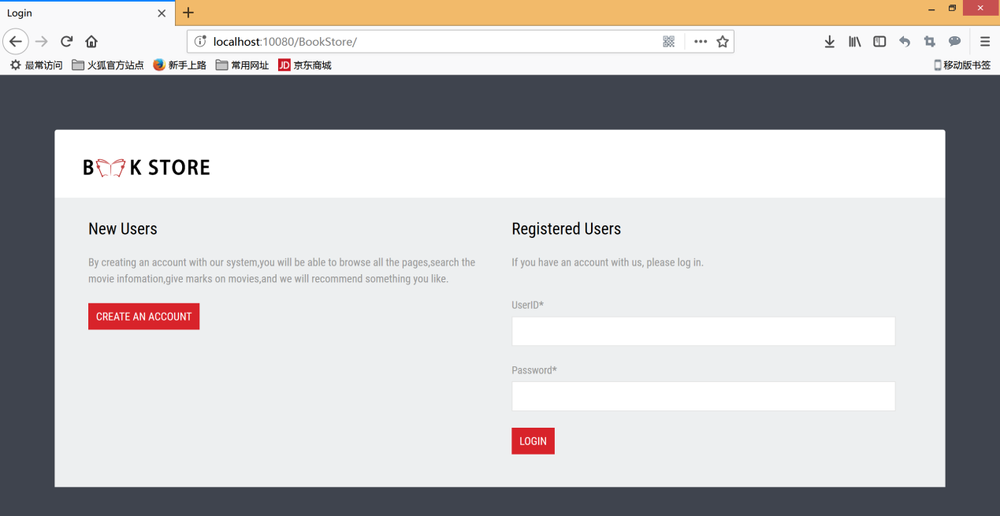 Login
localhost:10080/BookStore/
最常访问 火狐官方站点 新手上路 常用网址 JD 京东商城 移动版书签
B K STORE
New Users
By creating an account with our system,you will be able to browse all the pages,search the
movie infomation,give marks on movies,and we will recommend something you like.
CREATE AN ACCOUNT
Registered Users
If you have an account with us, please log in.
UserID*
Password*
LOGIN